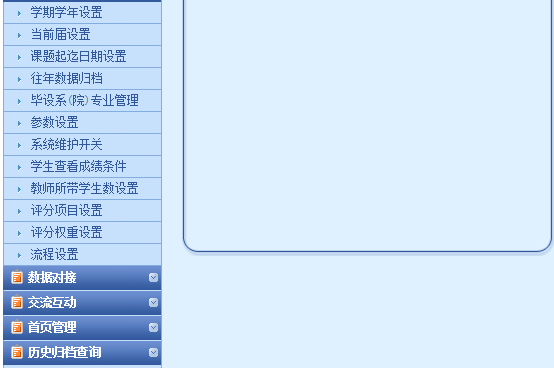 学期学年设置
当前届设置
课题起迄日期设置
往年数据归档
毕设系(院)专业管理
参数设置
系统维护开关
学生查看成绩条件
教师所带学生数设置
评分项目设置
评分权重设置
流程设置
数据对接
交流互动
首页管理
历史归档查询